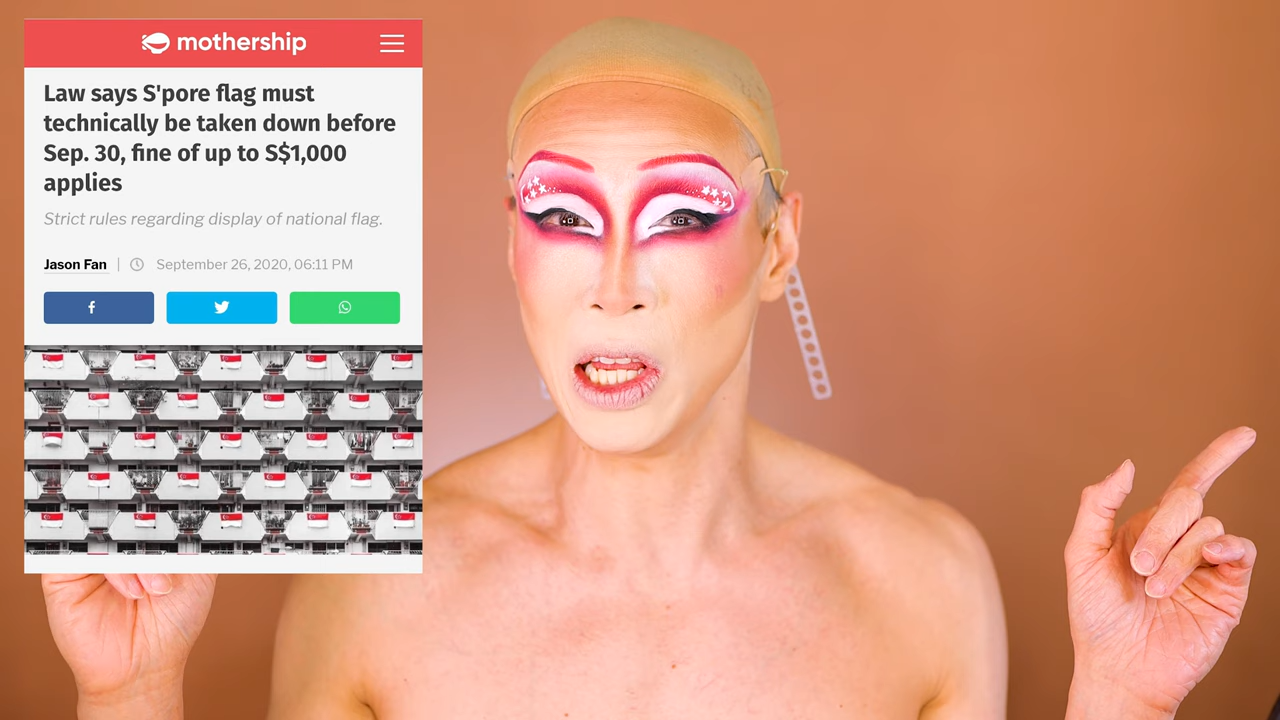 mothership
Law says S'pore flag must
technically be taken down before
Sep. 30, fine of up to S$1,000
applies
Strict rules regarding display of national flag.
Jason Fan | September 26, 2020, 06:11 PM